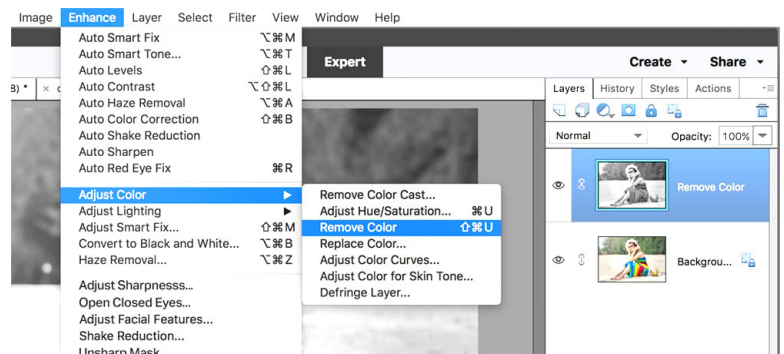 Image Enhance Layer Select Filter View Window Help
Auto Smart Fix ⌥⌘M
Auto Smart Tone... ⌥⌘T
Auto Levels ⇧⌘L
Auto Contrast ⌥⇧⌘L
Auto Haze Removal ⌥⌘A
Auto Color Correction ⇧⌘B
Auto Shake Reduction
Auto Sharpen
Auto Red Eye Fix ⌘R
Adjust Color
Adjust Lighting
Adjust Smart Fix... ⇧⌘M
Convert to Black and White... ⌥⌘B
Haze Removal... ⌥⌘Z
Adjust Sharpnesss...
Open Closed Eyes...
Adjust Facial Features...
Shake Reduction...
Unsharp Mask
Remove Color Cast...
Adjust Hue/Saturation... ⌘U
Remove Color ⇧⌘U
Replace Color...
Adjust Color Curves...
Adjust Color for Skin Tone...
Defringe Layer...
8) *
Expert
Create Share
Layers History Styles Actions
Normal Opacity: 100%
Remove Color
Backgrou...